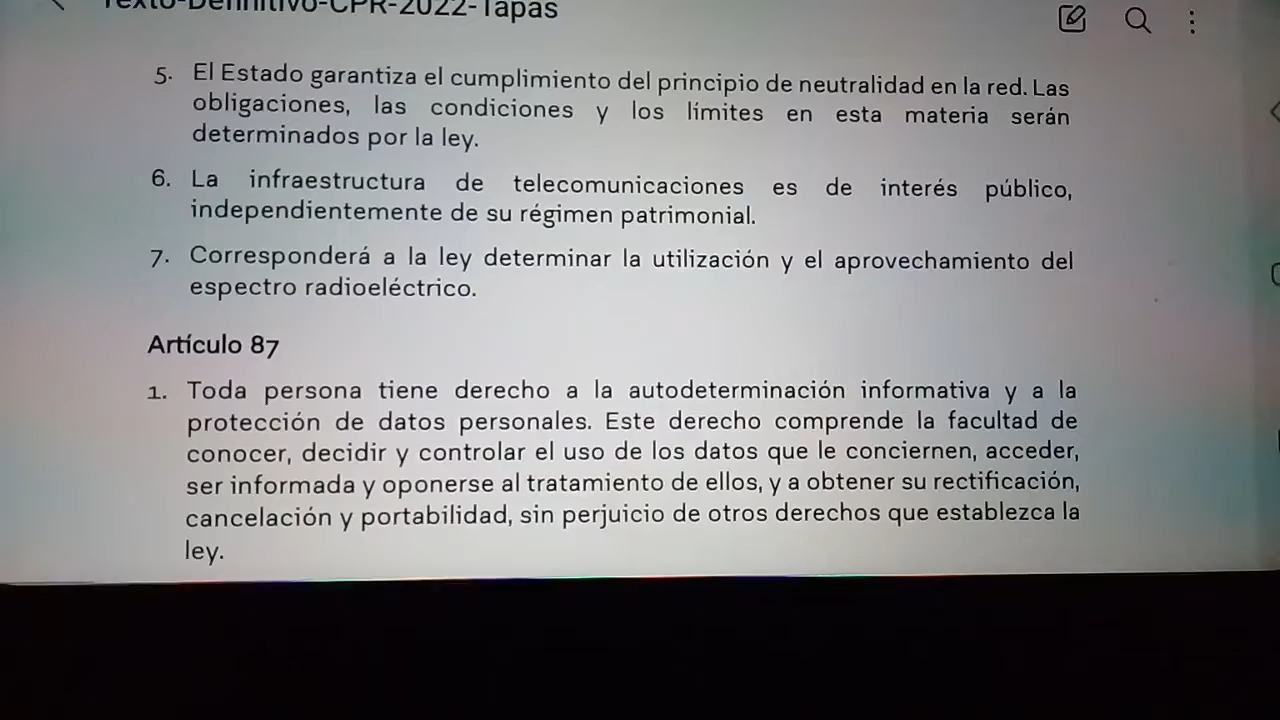 Texto-Definitivo-CPR-2022-Tapas
5. El Estado garantiza el cumplimiento del principio de neutralidad en la red. Las
obligaciones, las condiciones y los límites en esta materia serán
determinados por la ley.
6. La infraestructura de telecomunicaciones es de interés público,
independientemente de su régimen patrimonial.
7. Corresponderá a la ley determinar la utilización y el aprovechamiento del
espectro radioeléctrico.
Artículo 87
1. Toda persona tiene derecho a la autodeterminación informativa y a la
protección de datos personales. Este derecho comprende la facultad de
conocer, decidir y controlar el uso de los datos que le conciernen, acceder,
ser informada y oponerse al tratamiento de ellos, y a obtener su rectificación,
cancelación y portabilidad, sin perjuicio de otros derechos que establezca la
ley.